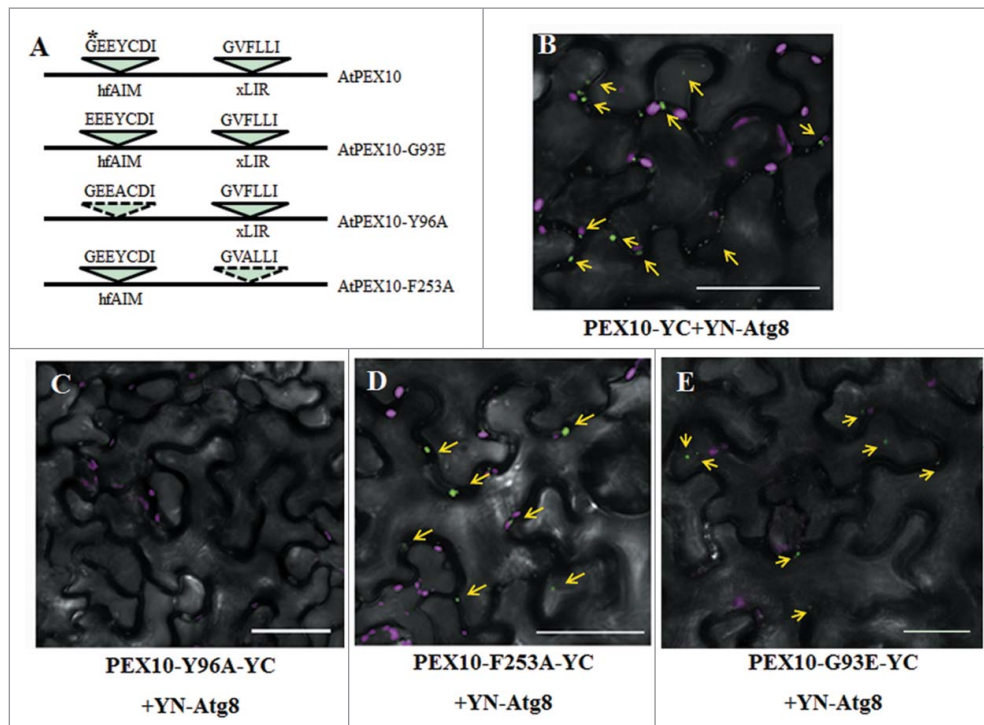 A
*
GEEYCDI GVFLLI
hfAIM xLIR
AtPEX10
EEEYCDI GVFLLI
hfAIM xLIR
AtPEX10-G93E
GEEACDI GVFLLI
xLIR
AtPEX10-Y96A
GEEYCDI GVALLI
hfAIM
AtPEX10-F253A
B
PEX10-YC+YN-Atg8
C
PEX10-Y96A-YC
+YN-Atg8
D
PEX10-F253A-YC
+YN-Atg8
E
PEX10-G93E-YC
+YN-Atg8